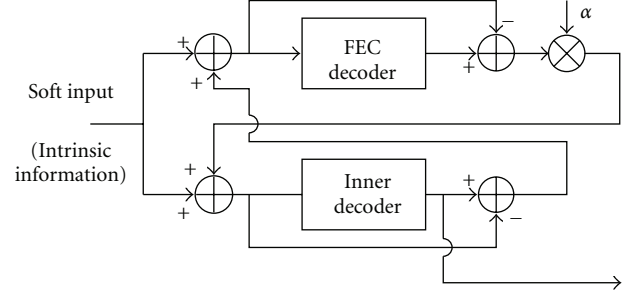 α
+
−
FEC
decoder
+
+
Soft input
(Intrinsic
information)
+
+
Inner
decoder
+
−